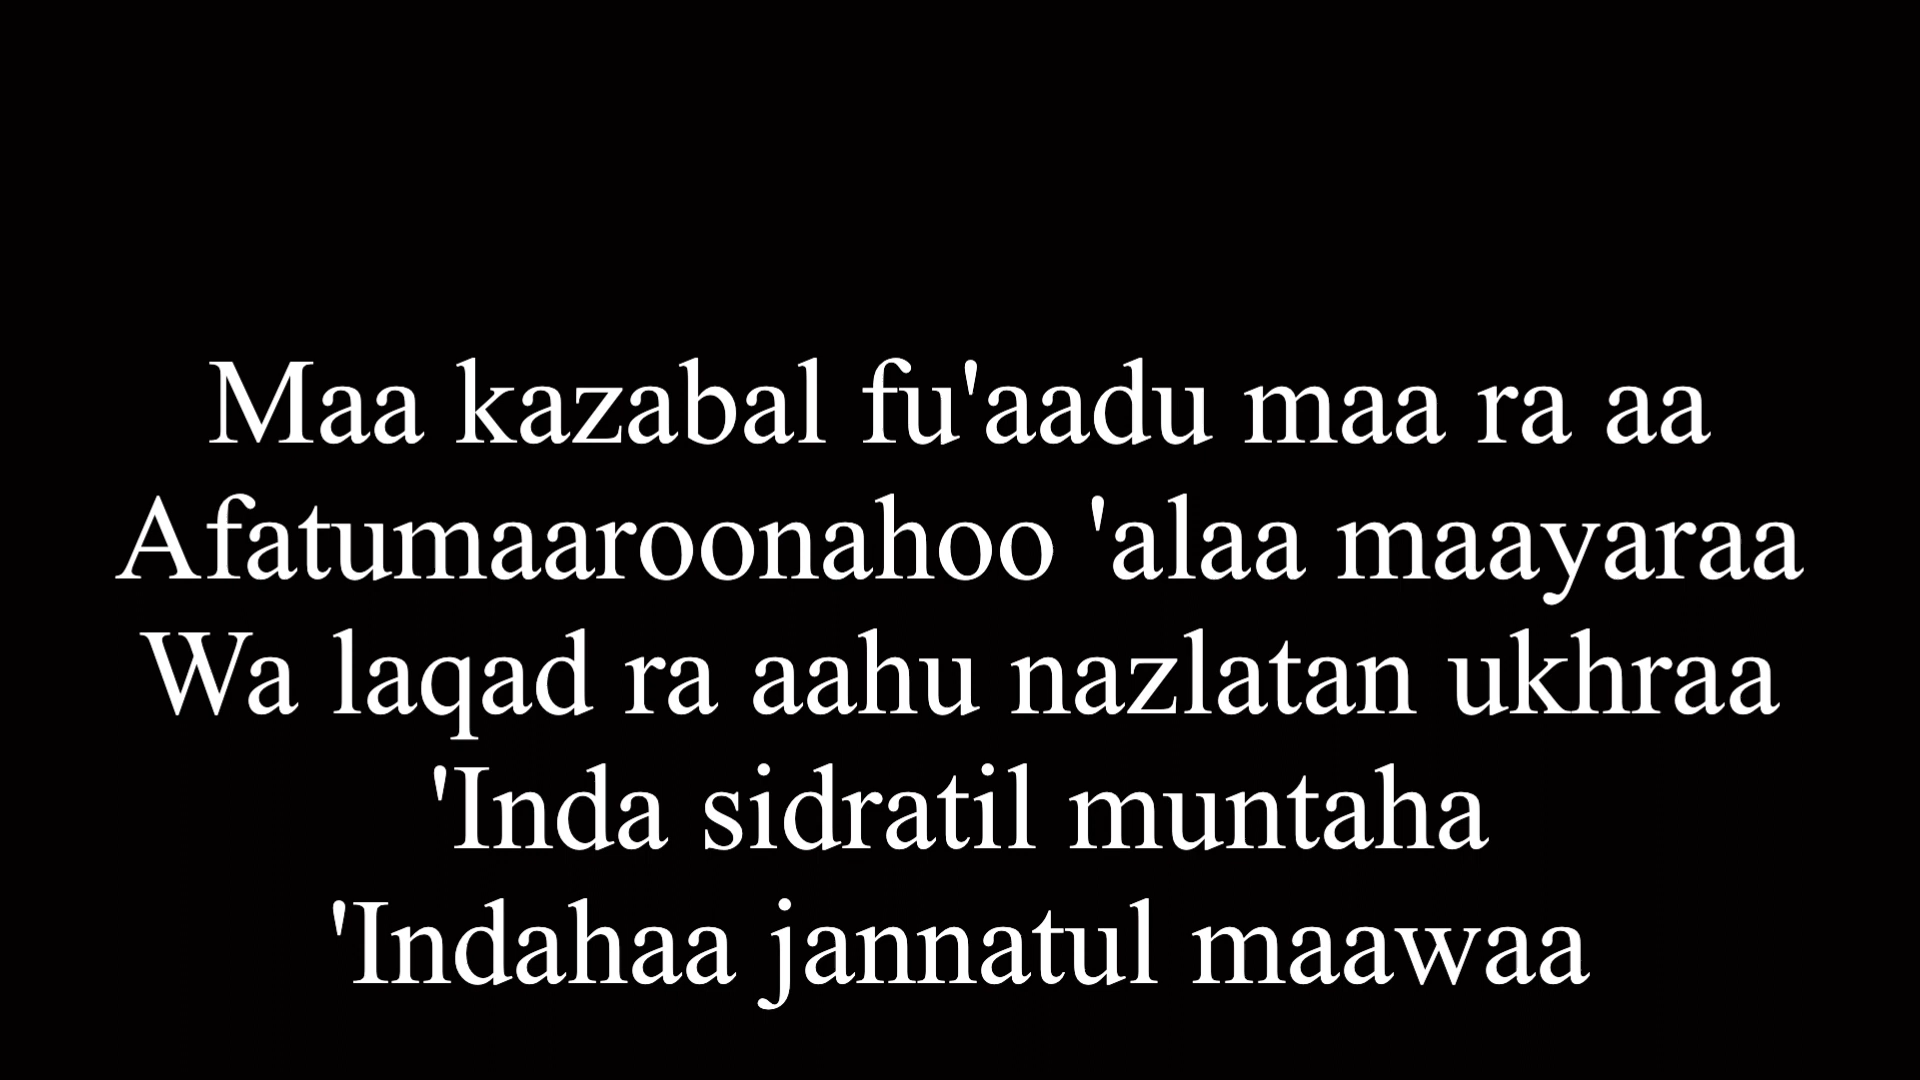 Maa kazabal fu'aadu maa ra aa
Afatumaaroonahoo 'alaa maayaraa
Wa laqad ra aahu nazlatan ukhraa
'Inda sidratil muntaha
'Indahaa jannatul maawaa